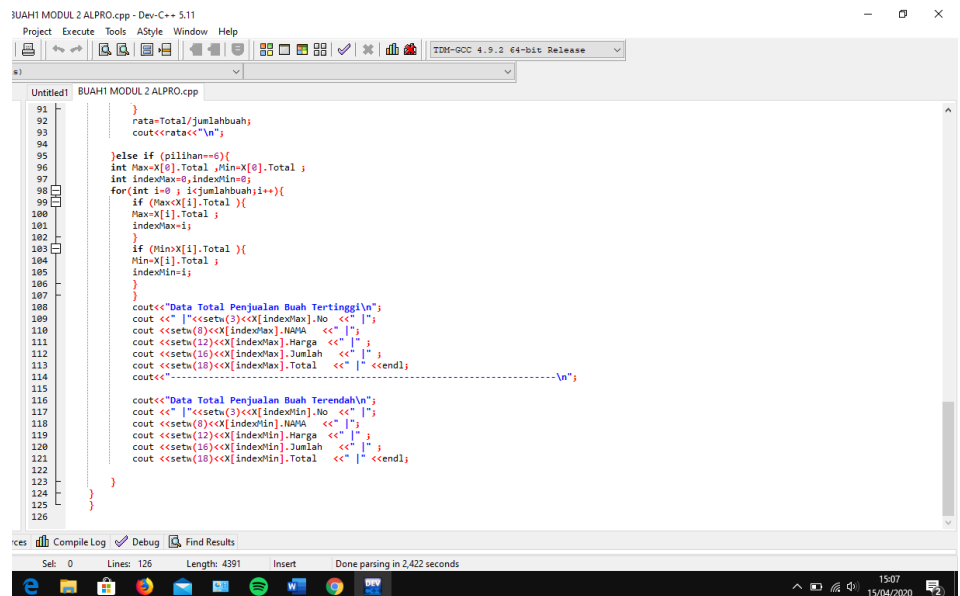 BUAH1 MODUL 2 ALPRO.cpp - Dev-C++ 5.11
Project Execute Tools AStyle Window Help
TDM-GCC 4.9.2 64-bit Release
s)
Untitled1 BUAH1 MODUL 2 ALPRO.cpp
91 }
92 rata=Total/jumlahbuah;
93 cout<<rata<<"\n";
94
95 }else if (pilihan==6){
96 int Max=X[0].Total ,Min=X[0].Total ;
97 int indexMax=0,indexMin=0;
98 for(int i=0 ; i<jumlahbuah;i++){
99 if (Max<X[i].Total ){
100 Max=X[i].Total ;
101 indexMax=i;
102 }
103 if (Min>X[i].Total ){
104 Min=X[i].Total ;
105 indexMin=i;
106 }
107 }
108 cout<<"Data Total Penjualan Buah Tertinggi\n";
109 cout <<" |"<<setw(3)<<X[indexMax].No <<" |";
110 cout <<setw(8)<<X[indexMax].NAMA <<" |";
111 cout <<setw(12)<<X[indexMax].Harga <<" |" ;
112 cout <<setw(16)<<X[indexMax].Jumlah <<" |" ;
113 cout <<setw(18)<<X[indexMax].Total <<" |" <<endl;
114 cout<<"----------------------------------------------------------------------\n";
115
116 cout<<"Data Total Penjualan Buah Terendah\n";
117 cout <<" |"<<setw(3)<<X[indexMin].No <<" |";
118 cout <<setw(8)<<X[indexMin].NAMA <<" |";
119 cout <<setw(12)<<X[indexMin].Harga <<" |" ;
120 cout <<setw(16)<<X[indexMin].Jumlah <<" |" ;
121 cout <<setw(18)<<X[indexMin].Total <<" |" <<endl;
122
123 }
124 }
125 }
126
rces Compile Log Debug Find Results
Sel: 0 Lines: 126 Length: 4391 Insert Done parsing in 2,422 seconds
DEV
15:07
15/04/2020
2